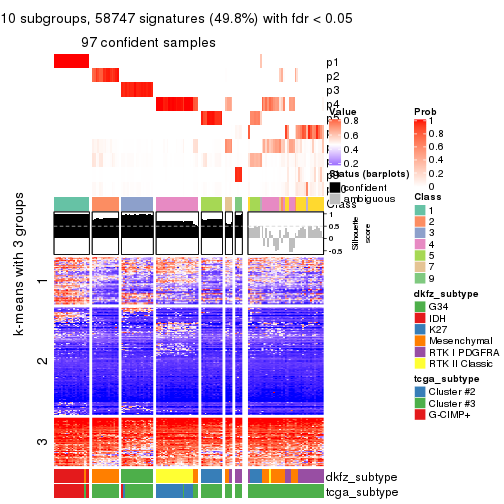 10 subgroups, 58747 signatures (49.8%) with fdr < 0.05
97 confident samples
p1
p2
p3
p4
Value
0.8
0.6
0.4
0.2
Status (barplots)
confident
ambiguous
Class
1
0.5
0
-0.5
Silhouette
score
k-means with 3 groups
1
2
3
dkfz_subtype
tcga_subtype
Prob
1
0.8
0.6
0.4
0.2
0
Class
1
2
3
4
5
7
9
dkfz_subtype
G34
IDH
K27
Mesenchymal
RTK I PDGFRA
RTK II Classic
tcga_subtype
Cluster #2
Cluster #3
G-CIMP+